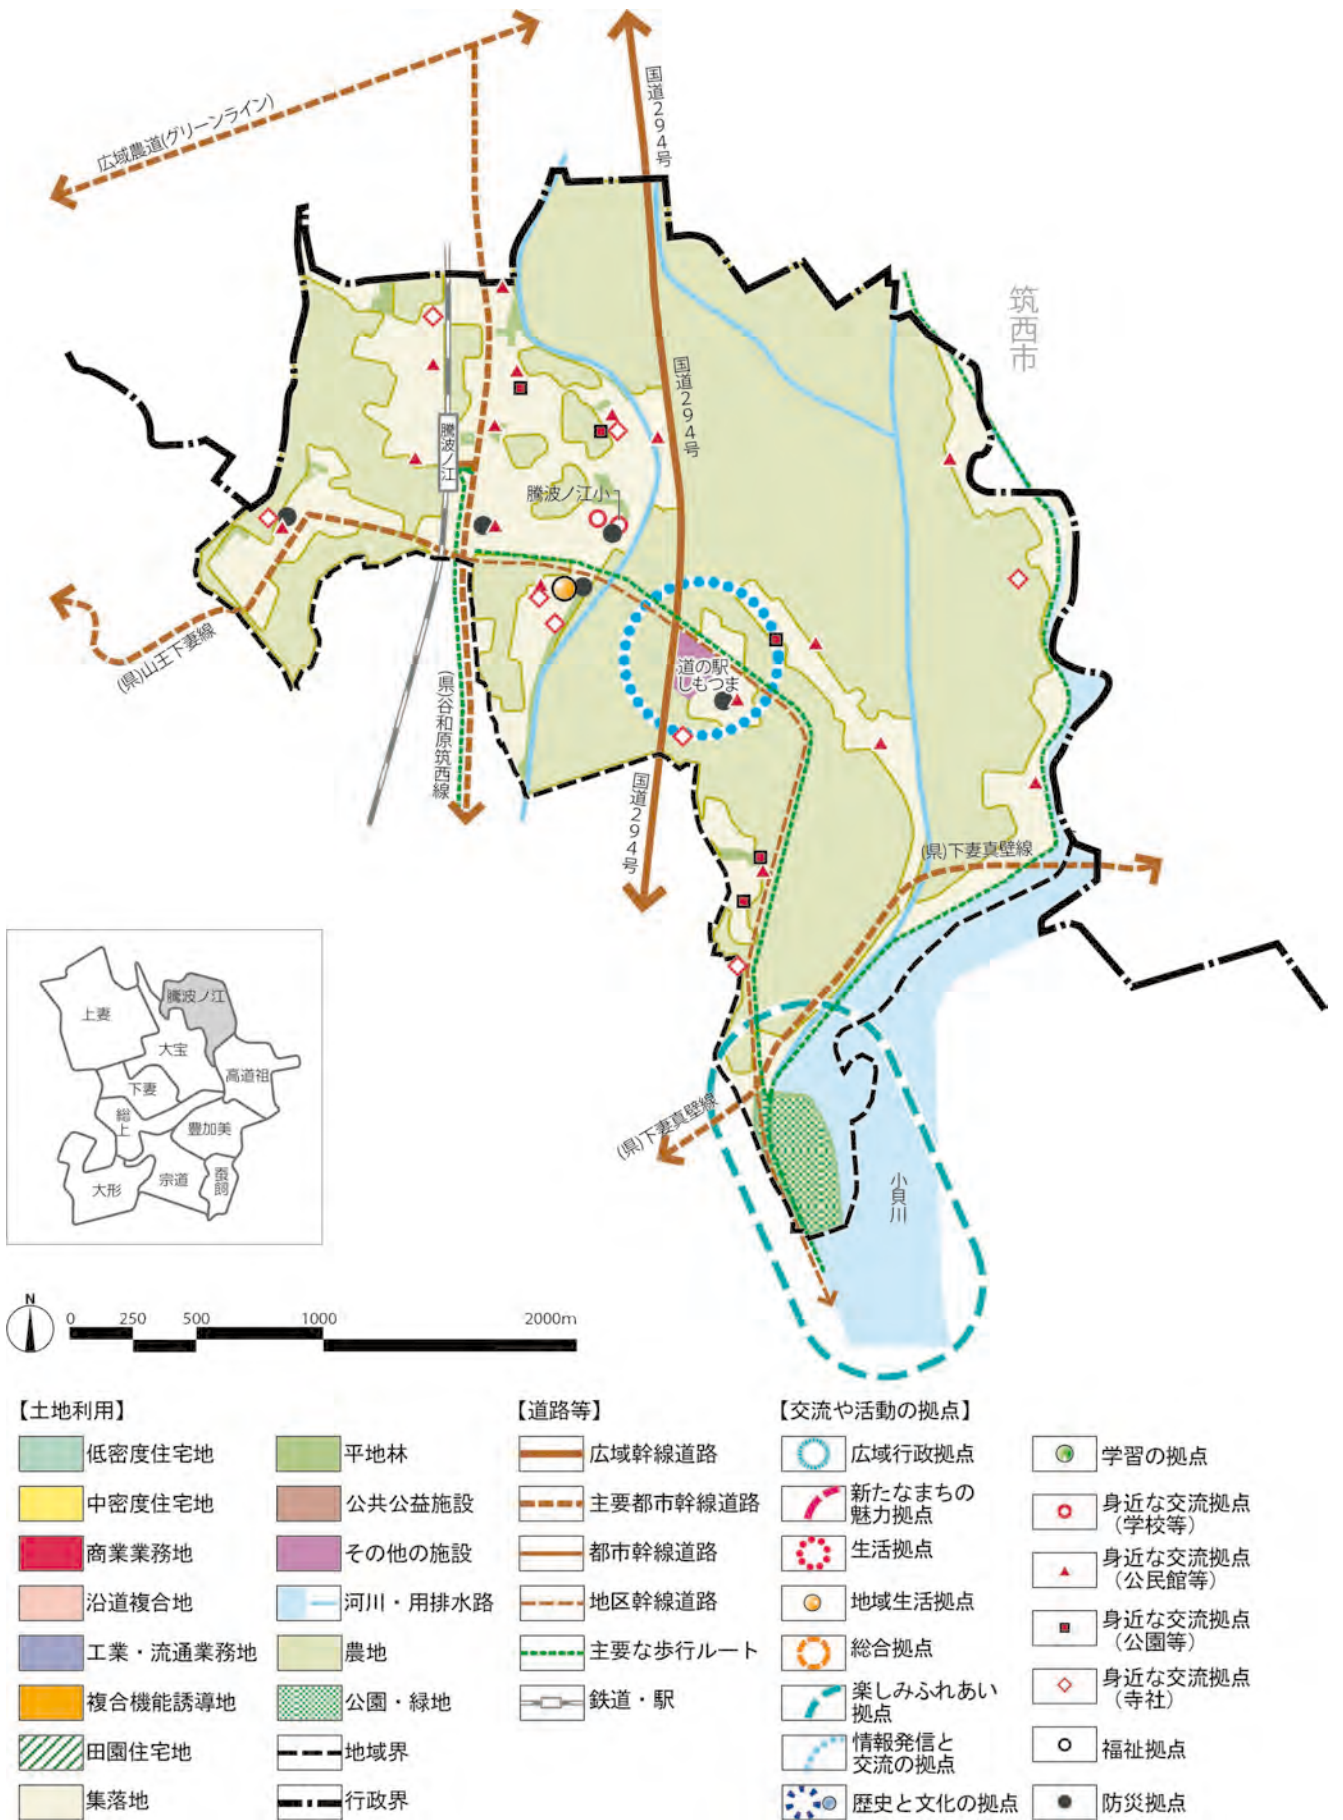 広域農道(グリーンライン)
国道294号
筑西市
国道294号
騰波ノ江
騰波ノ江小
(県)山王下妻線
(県)谷和原筑西線
道の駅
しもつま
国道294号
(県)下妻真壁線
(県)下妻真壁線
小貝川
騰波ノ江
上妻
大宝
高道祖
下妻
総上
豊加美
大形
宗道
蚕飼
N
0 250 500 1000 2000m
【土地利用】
低密度住宅地
中密度住宅地
商業業務地
沿道複合地
工業・流通業務地
複合機能誘導地
田園住宅地
集落地
平地林
公共公益施設
その他の施設
河川・用排水路
農地
公園・緑地
地域界
行政界
【道路等】
広域幹線道路
主要都市幹線道路
都市幹線道路
地区幹線道路
主要な歩行ルート
鉄道・駅
【交流や活動の拠点】
広域行政拠点
新たなまちの
魅力拠点
生活拠点
地域生活拠点
総合拠点
楽しみふれあい
拠点
情報発信と
交流の拠点
歴史と文化の拠点
学習の拠点
身近な交流拠点
(学校等)
身近な交流拠点
(公民館等)
身近な交流拠点
(公園等)
身近な交流拠点
(寺社)
福祉拠点
防災拠点